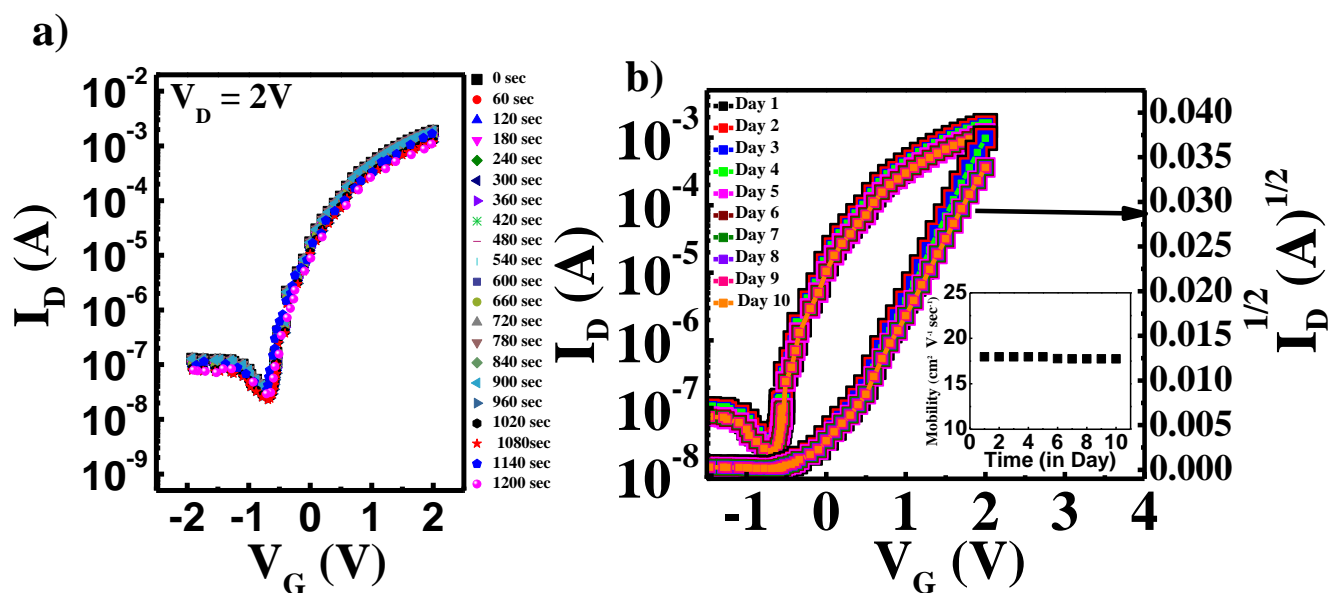 a)
V_D = 2V
10⁻²
10⁻³
10⁻⁴
10⁻⁵
10⁻⁶
10⁻⁷
10⁻⁸
10⁻⁹
I_D (A)
-2 -1 0 1 2
V_G (V)
0 sec
60 sec
120 sec
180 sec
240 sec
300 sec
360 sec
420 sec
480 sec
540 sec
600 sec
660 sec
720 sec
780 sec
840 sec
900 sec
960 sec
1020 sec
1080sec
1140 sec
1200 sec
b)
Day 1
Day 2
Day 3
Day 4
Day 5
Day 6
Day 7
Day 8
Day 9
Day 10
10⁻³
10⁻⁴
10⁻⁵
10⁻⁶
10⁻⁷
10⁻⁸
I_D (A)
-1 0 1 2 3 4
V_G (V)
0.040
0.035
0.030
0.025
0.020
0.015
0.010
0.005
0.000
I_D^1/2 (A)^1/2
25
20
15
10
Mobility (cm² V⁻¹ sec⁻¹)
0 2 4 6 8 10
Time (in Day)